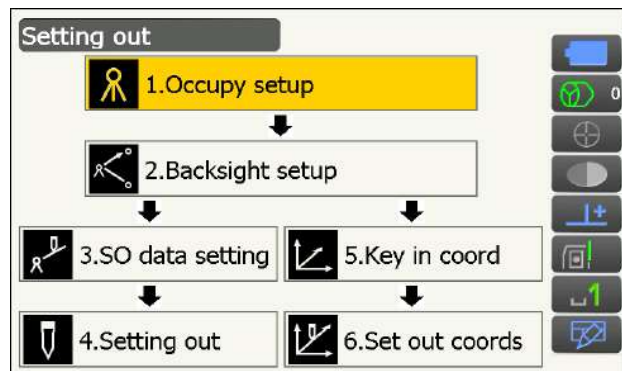 Setting out
1.Occupy setup
0
2.Backsight setup
3.SO data setting
5.Key in coord
1
4.Setting out
6.Set out coords